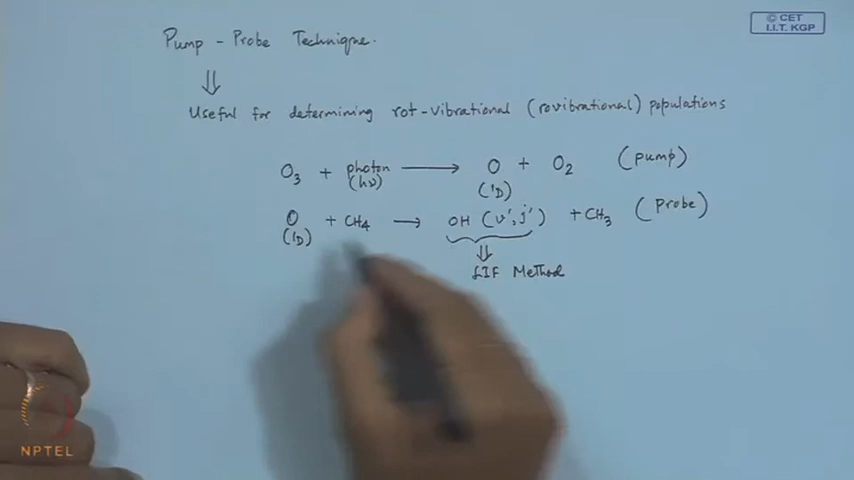 © CET
I.I.T. KGP
Pump - Probe Technique.
⇓
Useful for determining rot-vibrational (rovibrational) populations
O₃ + photon ⟶ O + O₂ (pump)
(hν) (¹D)
O + CH₄ → OH (v', j') + CH₃ (Probe)
(¹D)
⇓
LIF Method
NPTEL